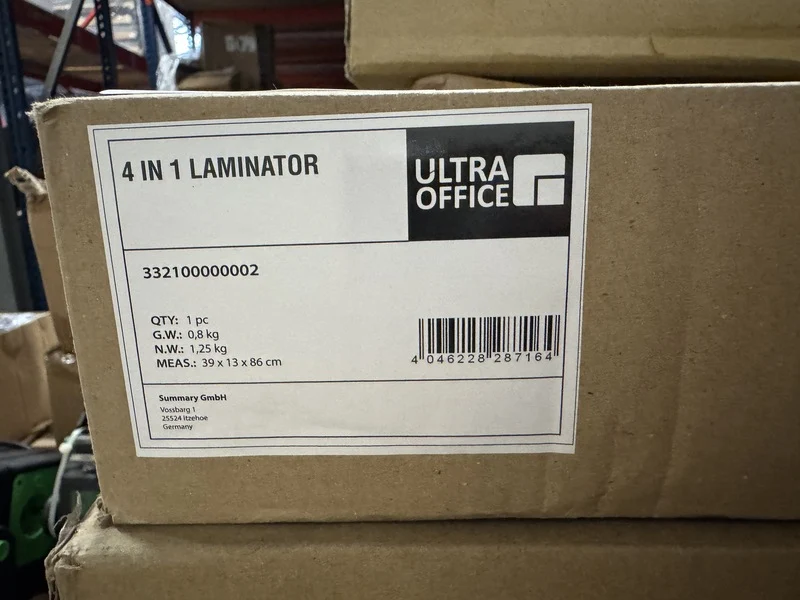 4 IN 1 LAMINATOR
ULTRA
OFFICE
332100000002
QTY: 1 pc
G.W.: 0,8 kg
N.W.: 1,25 kg
MEAS.: 39 x 13 x 86 cm
4 046228 287164
Summary GmbH
Vossbarg 1
25524 Itzehoe
Germany